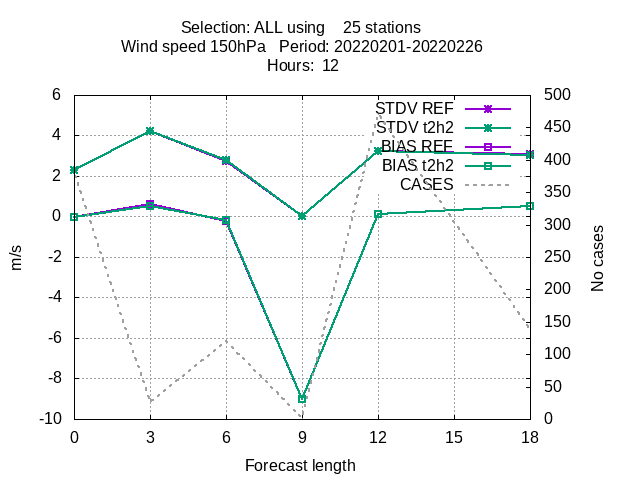 Selection: ALL using    25 stations
Wind speed 150hPa   Period: 20220201-20220226
Hours:  12
STDV REF
STDV t2h2
BIAS REF
BIAS t2h2
CASES
6
4
2
0
-2
-4
-6
-8
-10
m/s
500
450
400
350
300
250
200
150
100
50
0
No cases
0 3 6 9 12 15 18
Forecast length